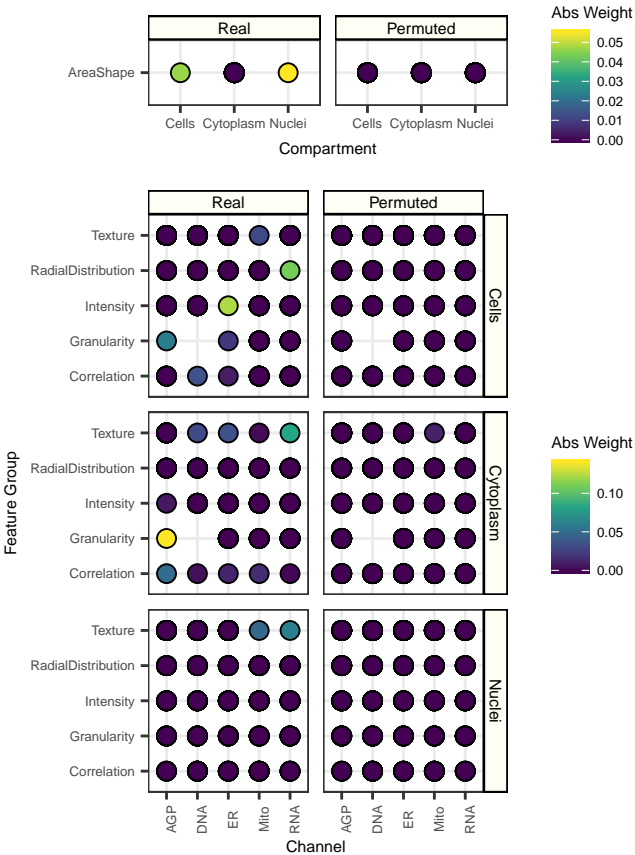 Real Permuted
AreaShape
Cells Cytoplasm Nuclei Cells Cytoplasm Nuclei
Compartment
Abs Weight
0.05
0.04
0.03
0.02
0.01
0.00
Real Permuted
Texture
RadialDistribution
Intensity
Granularity
Correlation
Cells
Texture
RadialDistribution
Intensity
Granularity
Correlation
Cytoplasm
Texture
RadialDistribution
Intensity
Granularity
Correlation
Nuclei
Feature Group
AGP DNA ER Mito RNA AGP DNA ER Mito RNA
Channel
Abs Weight
0.10
0.05
0.00